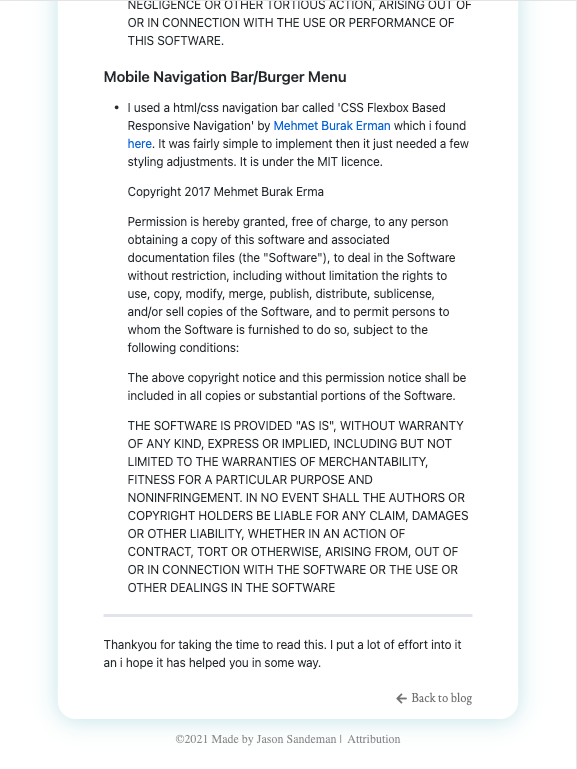 NEGLIGENCE OR OTHER TORTIOUS ACTION, ARISING OUT OF
OR IN CONNECTION WITH THE USE OR PERFORMANCE OF
THIS SOFTWARE.
Mobile Navigation Bar/Burger Menu
• I used a html/css navigation bar called 'CSS Flexbox Based
Responsive Navigation' by Mehmet Burak Erman which i found
here. It was fairly simple to implement then it just needed a few
styling adjustments. It is under the MIT licence.
Copyright 2017 Mehmet Burak Erma
Permission is hereby granted, free of charge, to any person
obtaining a copy of this software and associated
documentation files (the "Software"), to deal in the Software
without restriction, including without limitation the rights to
use, copy, modify, merge, publish, distribute, sublicense,
and/or sell copies of the Software, and to permit persons to
whom the Software is furnished to do so, subject to the
following conditions:
The above copyright notice and this permission notice shall be
included in all copies or substantial portions of the Software.
THE SOFTWARE IS PROVIDED "AS IS", WITHOUT WARRANTY
OF ANY KIND, EXPRESS OR IMPLIED, INCLUDING BUT NOT
LIMITED TO THE WARRANTIES OF MERCHANTABILITY,
FITNESS FOR A PARTICULAR PURPOSE AND
NONINFRINGEMENT. IN NO EVENT SHALL THE AUTHORS OR
COPYRIGHT HOLDERS BE LIABLE FOR ANY CLAIM, DAMAGES
OR OTHER LIABILITY, WHETHER IN AN ACTION OF
CONTRACT, TORT OR OTHERWISE, ARISING FROM, OUT OF
OR IN CONNECTION WITH THE SOFTWARE OR THE USE OR
OTHER DEALINGS IN THE SOFTWARE
Thankyou for taking the time to read this. I put a lot of effort into it
an i hope it has helped you in some way.
← Back to blog
©2021 Made by Jason Sandeman | Attribution